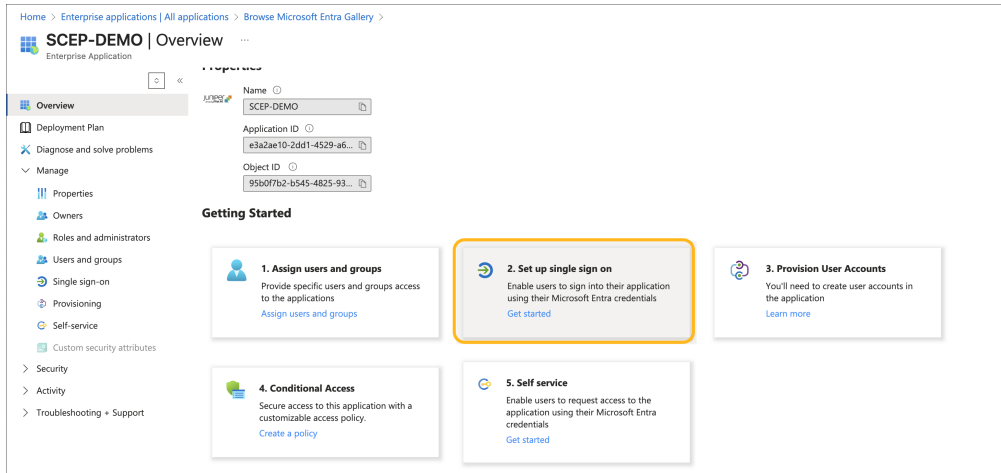 Home > Enterprise applications | All applications > Browse Microsoft Entra Gallery >
SCEP-DEMO | Overview ...
Enterprise Application
Properties
Overview
Deployment Plan
Diagnose and solve problems
Manage
Properties
Owners
Roles and administrators
Users and groups
Single sign-on
Provisioning
Self-service
Custom security attributes
Security
Activity
Troubleshooting + Support
JUNIPER
Name
SCEP-DEMO
Application ID
e3a2ae10-2dd1-4529-a6...
Object ID
95b0f7b2-b545-4825-93...
Getting Started
1. Assign users and groups
Provide specific users and groups access
to the applications
Assign users and groups
2. Set up single sign on
Enable users to sign into their application
using their Microsoft Entra credentials
Get started
3. Provision User Accounts
You'll need to create user accounts in
the application
Learn more
4. Conditional Access
Secure access to this application with a
customizable access policy.
Create a policy
5. Self service
Enable users to request access to the
application using their Microsoft Entra
credentials
Get started